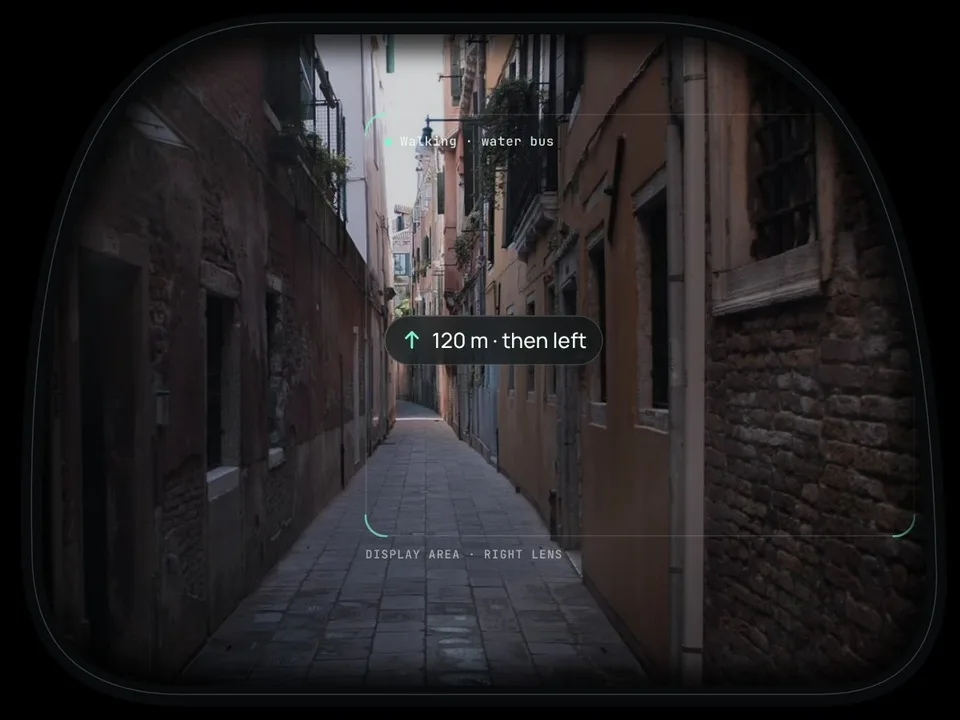 Walking · water bus
↑ 120 m · then left
DISPLAY AREA · RIGHT LENS